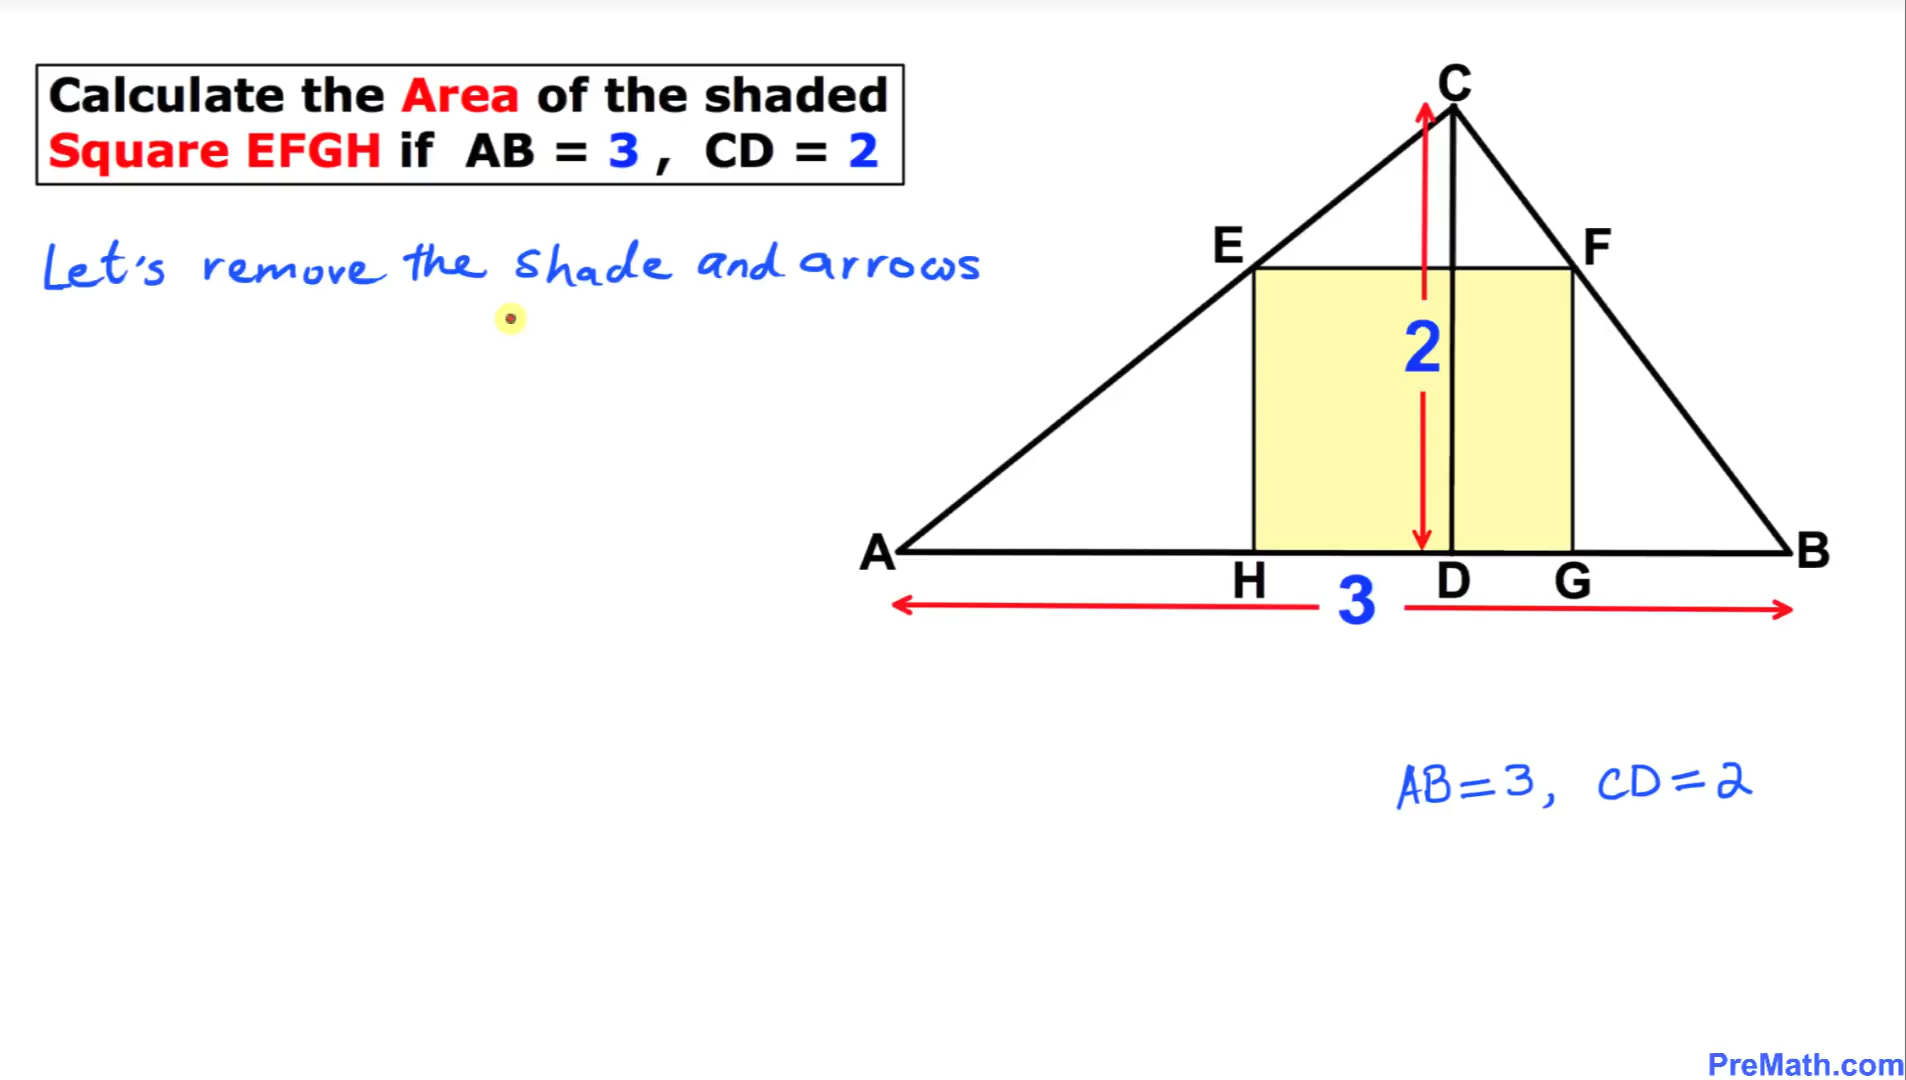 Calculate the Area of the shaded
Square EFGH if AB = 3 , CD = 2
Let's remove the shade and arrows
C
E
F
2
A
B
H
D
G
3
AB=3, CD=2
PreMath.com